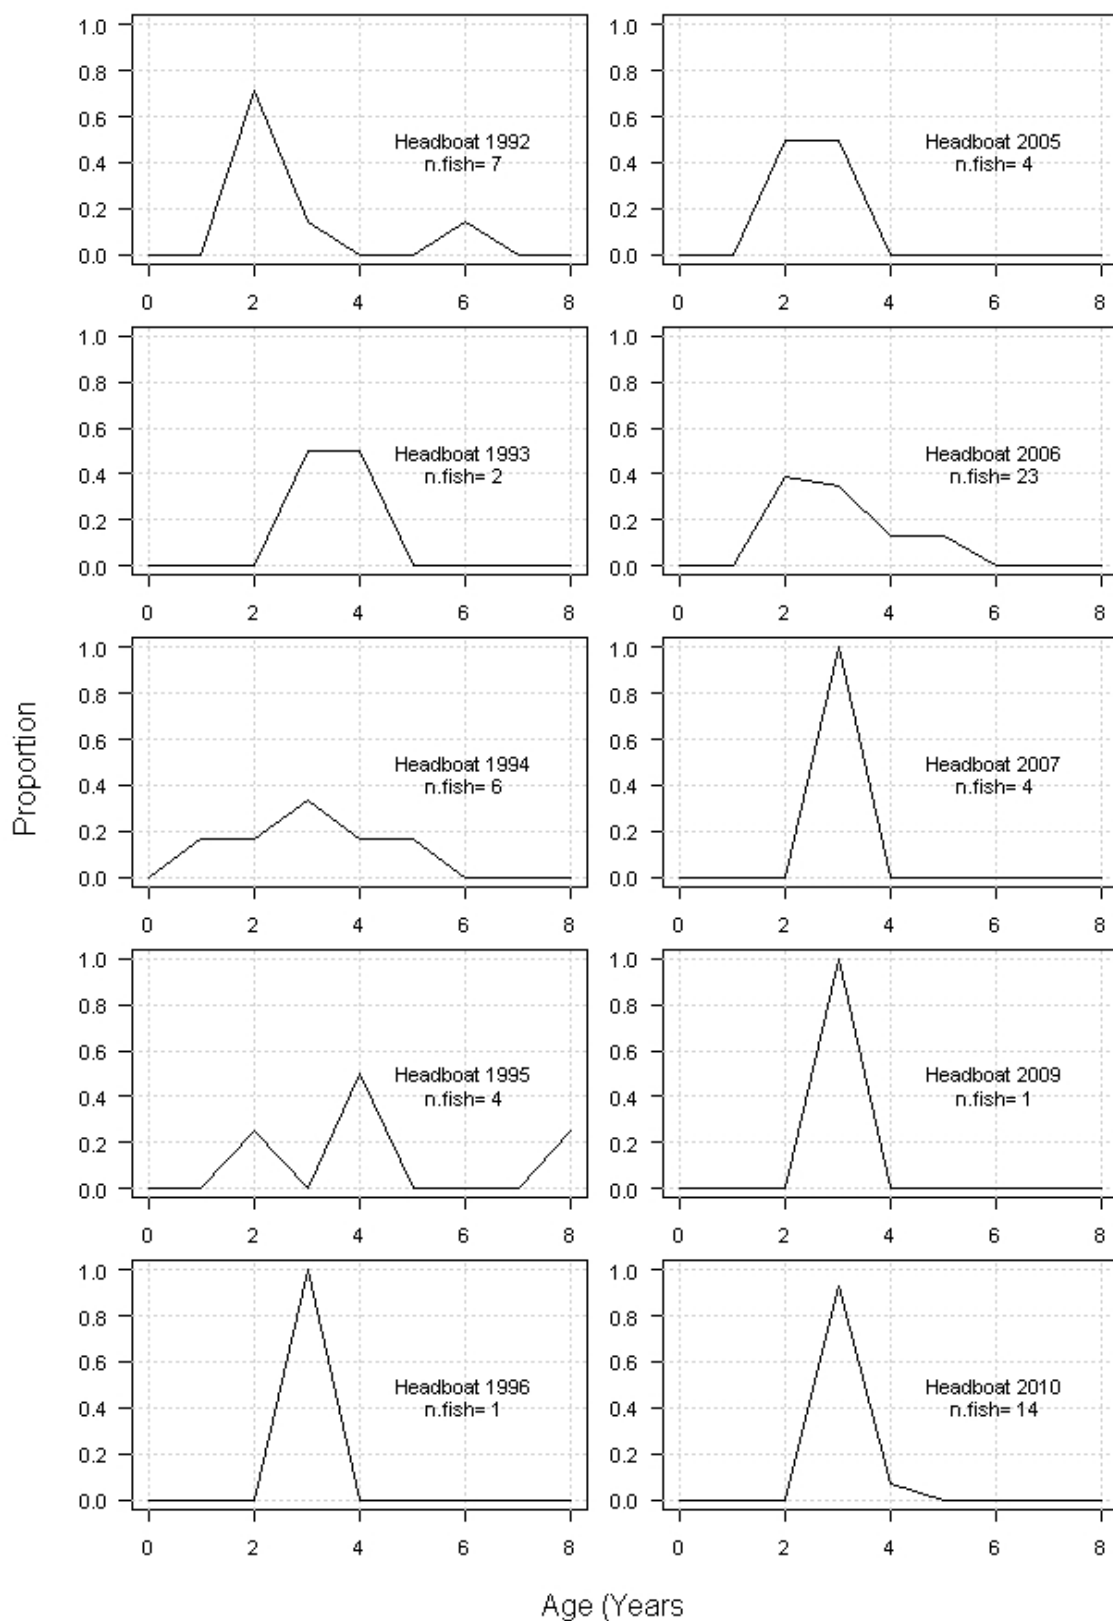 1.0
0.8
0.6
0.4
0.2
0.0
Headboat 1992
n.fish= 7
0 2 4 6 8
1.0
0.8
0.6
0.4
0.2
0.0
Headboat 2005
n.fish= 4
0 2 4 6 8
1.0
0.8
0.6
0.4
0.2
0.0
Headboat 1993
n.fish= 2
0 2 4 6 8
1.0
0.8
0.6
0.4
0.2
0.0
Headboat 2006
n.fish= 23
0 2 4 6 8
Proportion
1.0
0.8
0.6
0.4
0.2
0.0
Headboat 1994
n.fish= 6
0 2 4 6 8
1.0
0.8
0.6
0.4
0.2
0.0
Headboat 2007
n.fish= 4
0 2 4 6 8
1.0
0.8
0.6
0.4
0.2
0.0
Headboat 1995
n.fish= 4
0 2 4 6 8
1.0
0.8
0.6
0.4
0.2
0.0
Headboat 2009
n.fish= 1
0 2 4 6 8
1.0
0.8
0.6
0.4
0.2
0.0
Headboat 1996
n.fish= 1
0 2 4 6 8
1.0
0.8
0.6
0.4
0.2
0.0
Headboat 2010
n.fish= 14
0 2 4 6 8
Age (Years